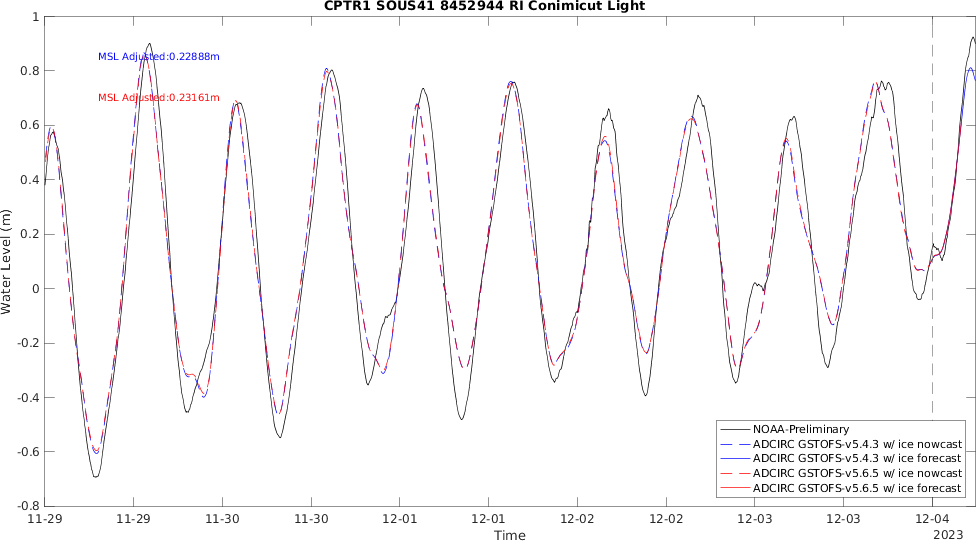 CPTR1 SOUS41 8452944 RI Conimicut Light
1
0.8
0.6
0.4
0.2
0
-0.2
-0.4
-0.6
-0.8
Water Level (m)
MSL Adjusted:0.22888m
MSL Adjusted:0.23161m
NOAA-Preliminary
ADCIRC GSTOFS-v5.4.3 w/ ice nowcast
ADCIRC GSTOFS-v5.4.3 w/ ice forecast
ADCIRC GSTOFS-v5.6.5 w/ ice nowcast
ADCIRC GSTOFS-v5.6.5 w/ ice forecast
11-29 11-29 11-30 11-30 12-01 12-01 12-02 12-02 12-03 12-03 12-04
Time
2023